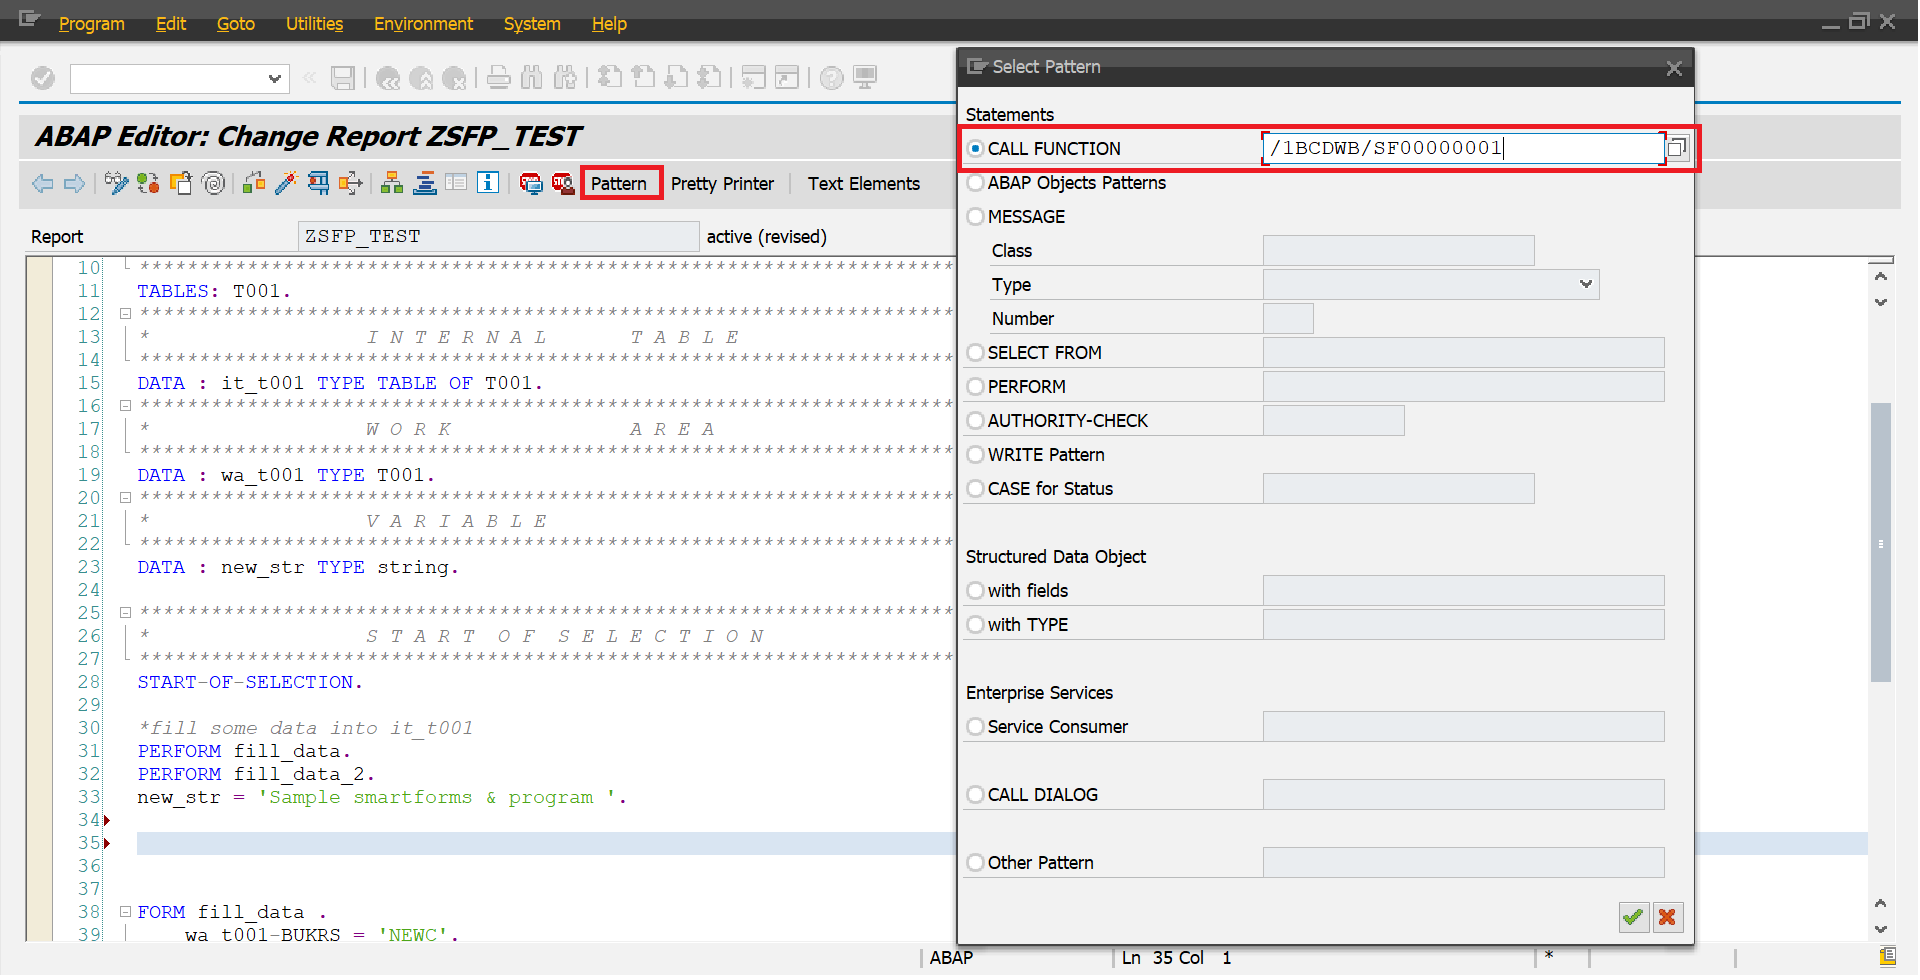 Program Edit Goto Utilities Environment System Help
ABAP Editor: Change Report ZSFP_TEST
Pattern Pretty Printer Text Elements
Report ZSFP_TEST active (revised)
10 ************************************************************************
11 TABLES: T001.
12 ************************************************************************
13 * I N T E R N A L T A B L E
14 ************************************************************************
15 DATA : it_t001 TYPE TABLE OF T001.
16 ************************************************************************
17 * W O R K A R E A
18 ************************************************************************
19 DATA : wa_t001 TYPE T001.
20 ************************************************************************
21 * V A R I A B L E
22 ************************************************************************
23 DATA : new_str TYPE string.
24
25 ************************************************************************
26 * S T A R T O F S E L E C T I O N
27 ************************************************************************
28 START-OF-SELECTION.
29
30 *fill some data into it_t001
31 PERFORM fill_data.
32 PERFORM fill_data_2.
33 new_str = 'Sample smartforms & program '.
34
35
36
37
38 FORM fill_data .
39 wa_t001-BUKRS = 'NEWC'.
Select Pattern
Statements
CALL FUNCTION /1BCDWB/SF00000001
ABAP Objects Patterns
MESSAGE
Class
Type
Number
SELECT FROM
PERFORM
AUTHORITY-CHECK
WRITE Pattern
CASE for Status
Structured Data Object
with fields
with TYPE
Enterprise Services
Service Consumer
CALL DIALOG
Other Pattern
ABAP Ln 35 Col 1 *